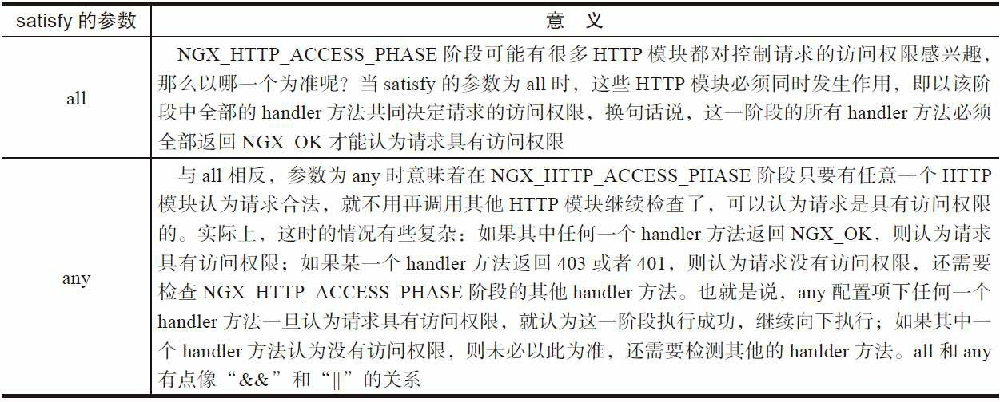 satisfy 的参数 意 义
NGX_HTTP_ACCESS_PHASE 阶段可能有很多 HTTP 模块都对控制请求的访问权限感兴趣，
那么以哪一个为准呢？当 satisfy 的参数为 all 时，这些 HTTP 模块必须同时发生作用，即以该阶
all
段中全部的 handler 方法共同决定请求的访问权限，换句话说，这一阶段的所有 handler 方法必须
全部返回 NGX_OK 才能认为请求具有访问权限
与 all 相反，参数为 any 时意味着在 NGX_HTTP_ACCESS_PHASE 阶段只要有任意一个 HTTP
模块认为请求合法，就不用再调用其他 HTTP 模块继续检查了，可以认为请求是具有访问权限
的。实际上，这时的情况有些复杂：如果其中任何一个 handler 方法返回 NGX_OK，则认为请求
具有访问权限；如果某一个 handler 方法返回 403 或者 401，则认为请求没有访问权限，还需要
any
检查 NGX_HTTP_ACCESS_PHASE 阶段的其他 handler 方法。也就是说，any 配置项下任何一个
handler 方法一旦认为请求具有访问权限，就认为这一阶段执行成功，继续向下执行；如果其中一
个 handler 方法认为没有访问权限，则未必以此为准，还需要检测其他的 hanlder 方法。all 和 any
有点像“&&”和“||”的关系